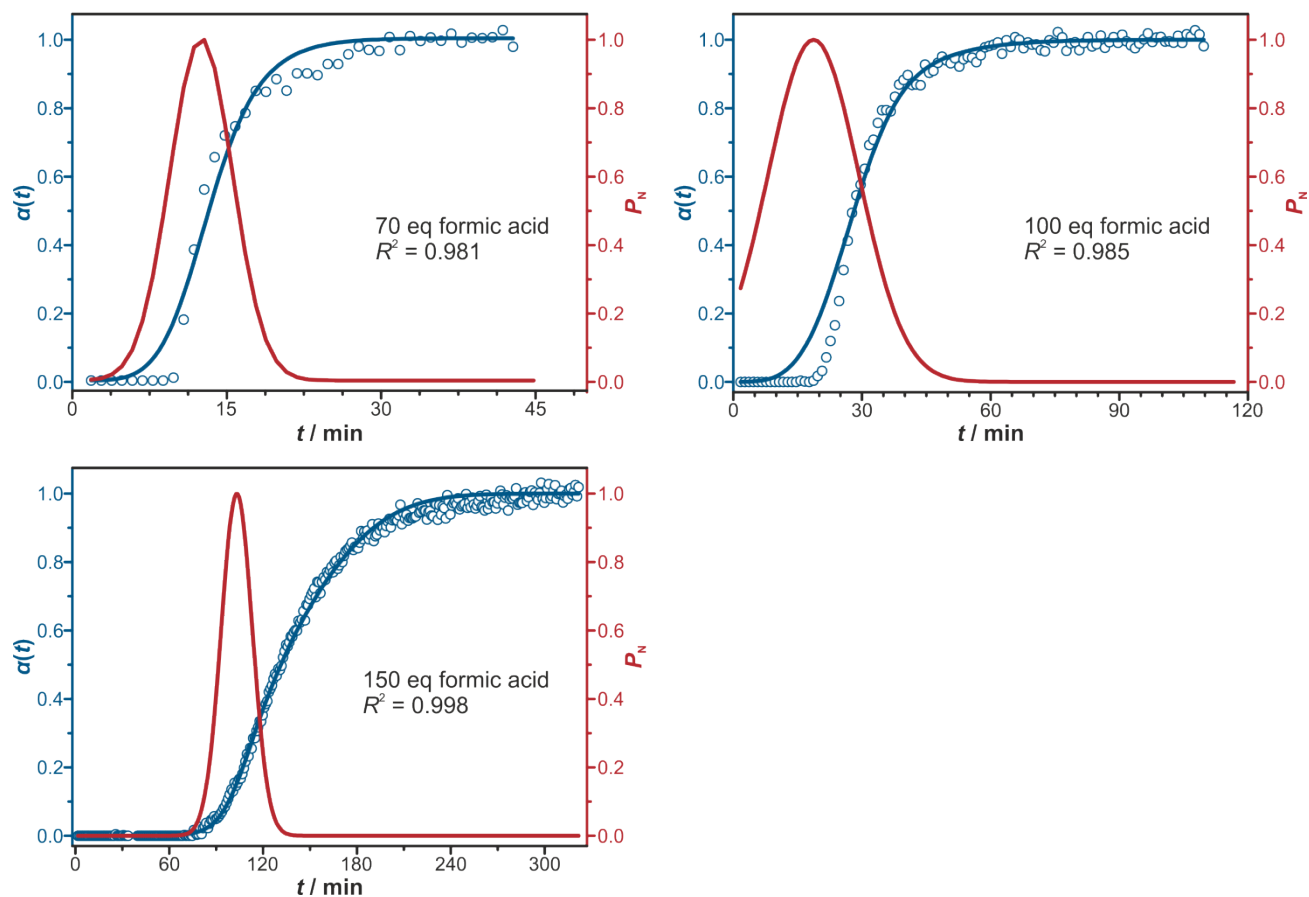 1.0
0.8
0.6
0.4
0.2
0.0
α(t)
1.0
0.8
0.6
0.4
0.2
0.0
P_N
70 eq formic acid
R² = 0.981
0 15 30 45
t / min
1.0
0.8
0.6
0.4
0.2
0.0
α(t)
1.0
0.8
0.6
0.4
0.2
0.0
P_N
100 eq formic acid
R² = 0.985
0 30 60 90 120
t / min
1.0
0.8
0.6
0.4
0.2
0.0
α(t)
1.0
0.8
0.6
0.4
0.2
0.0
P_N
150 eq formic acid
R² = 0.998
0 60 120 180 240 300
t / min